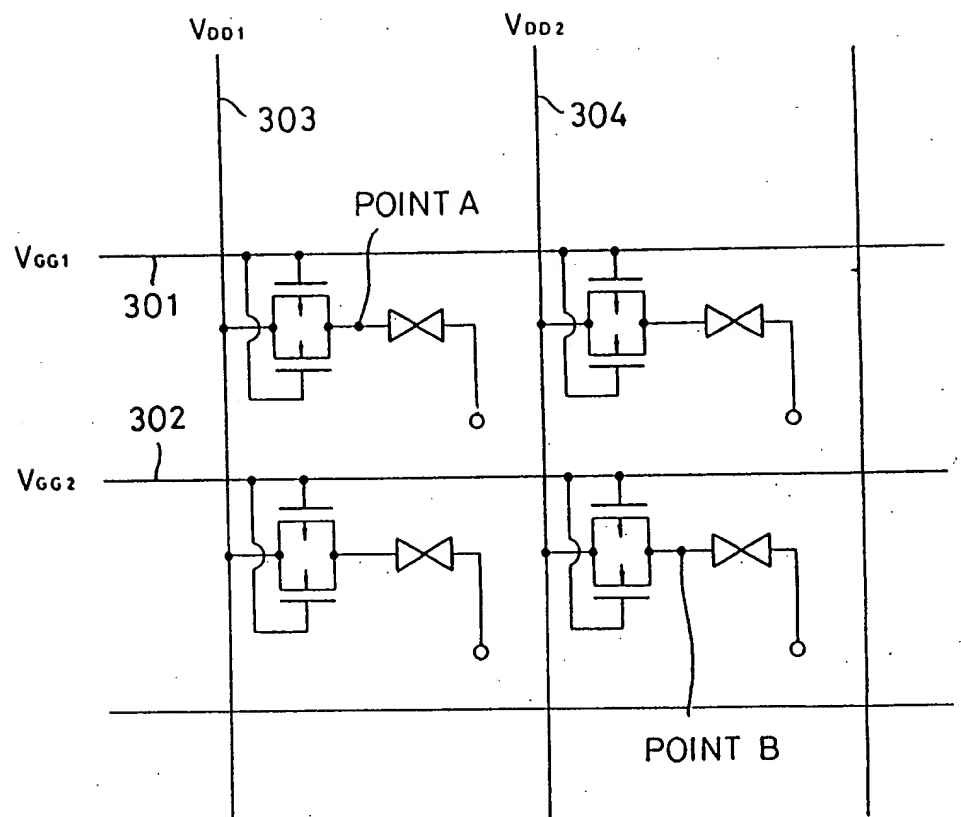 VDD1
VDD2
303
304
POINT A
VGG1
301
302
VGG2
POINT B